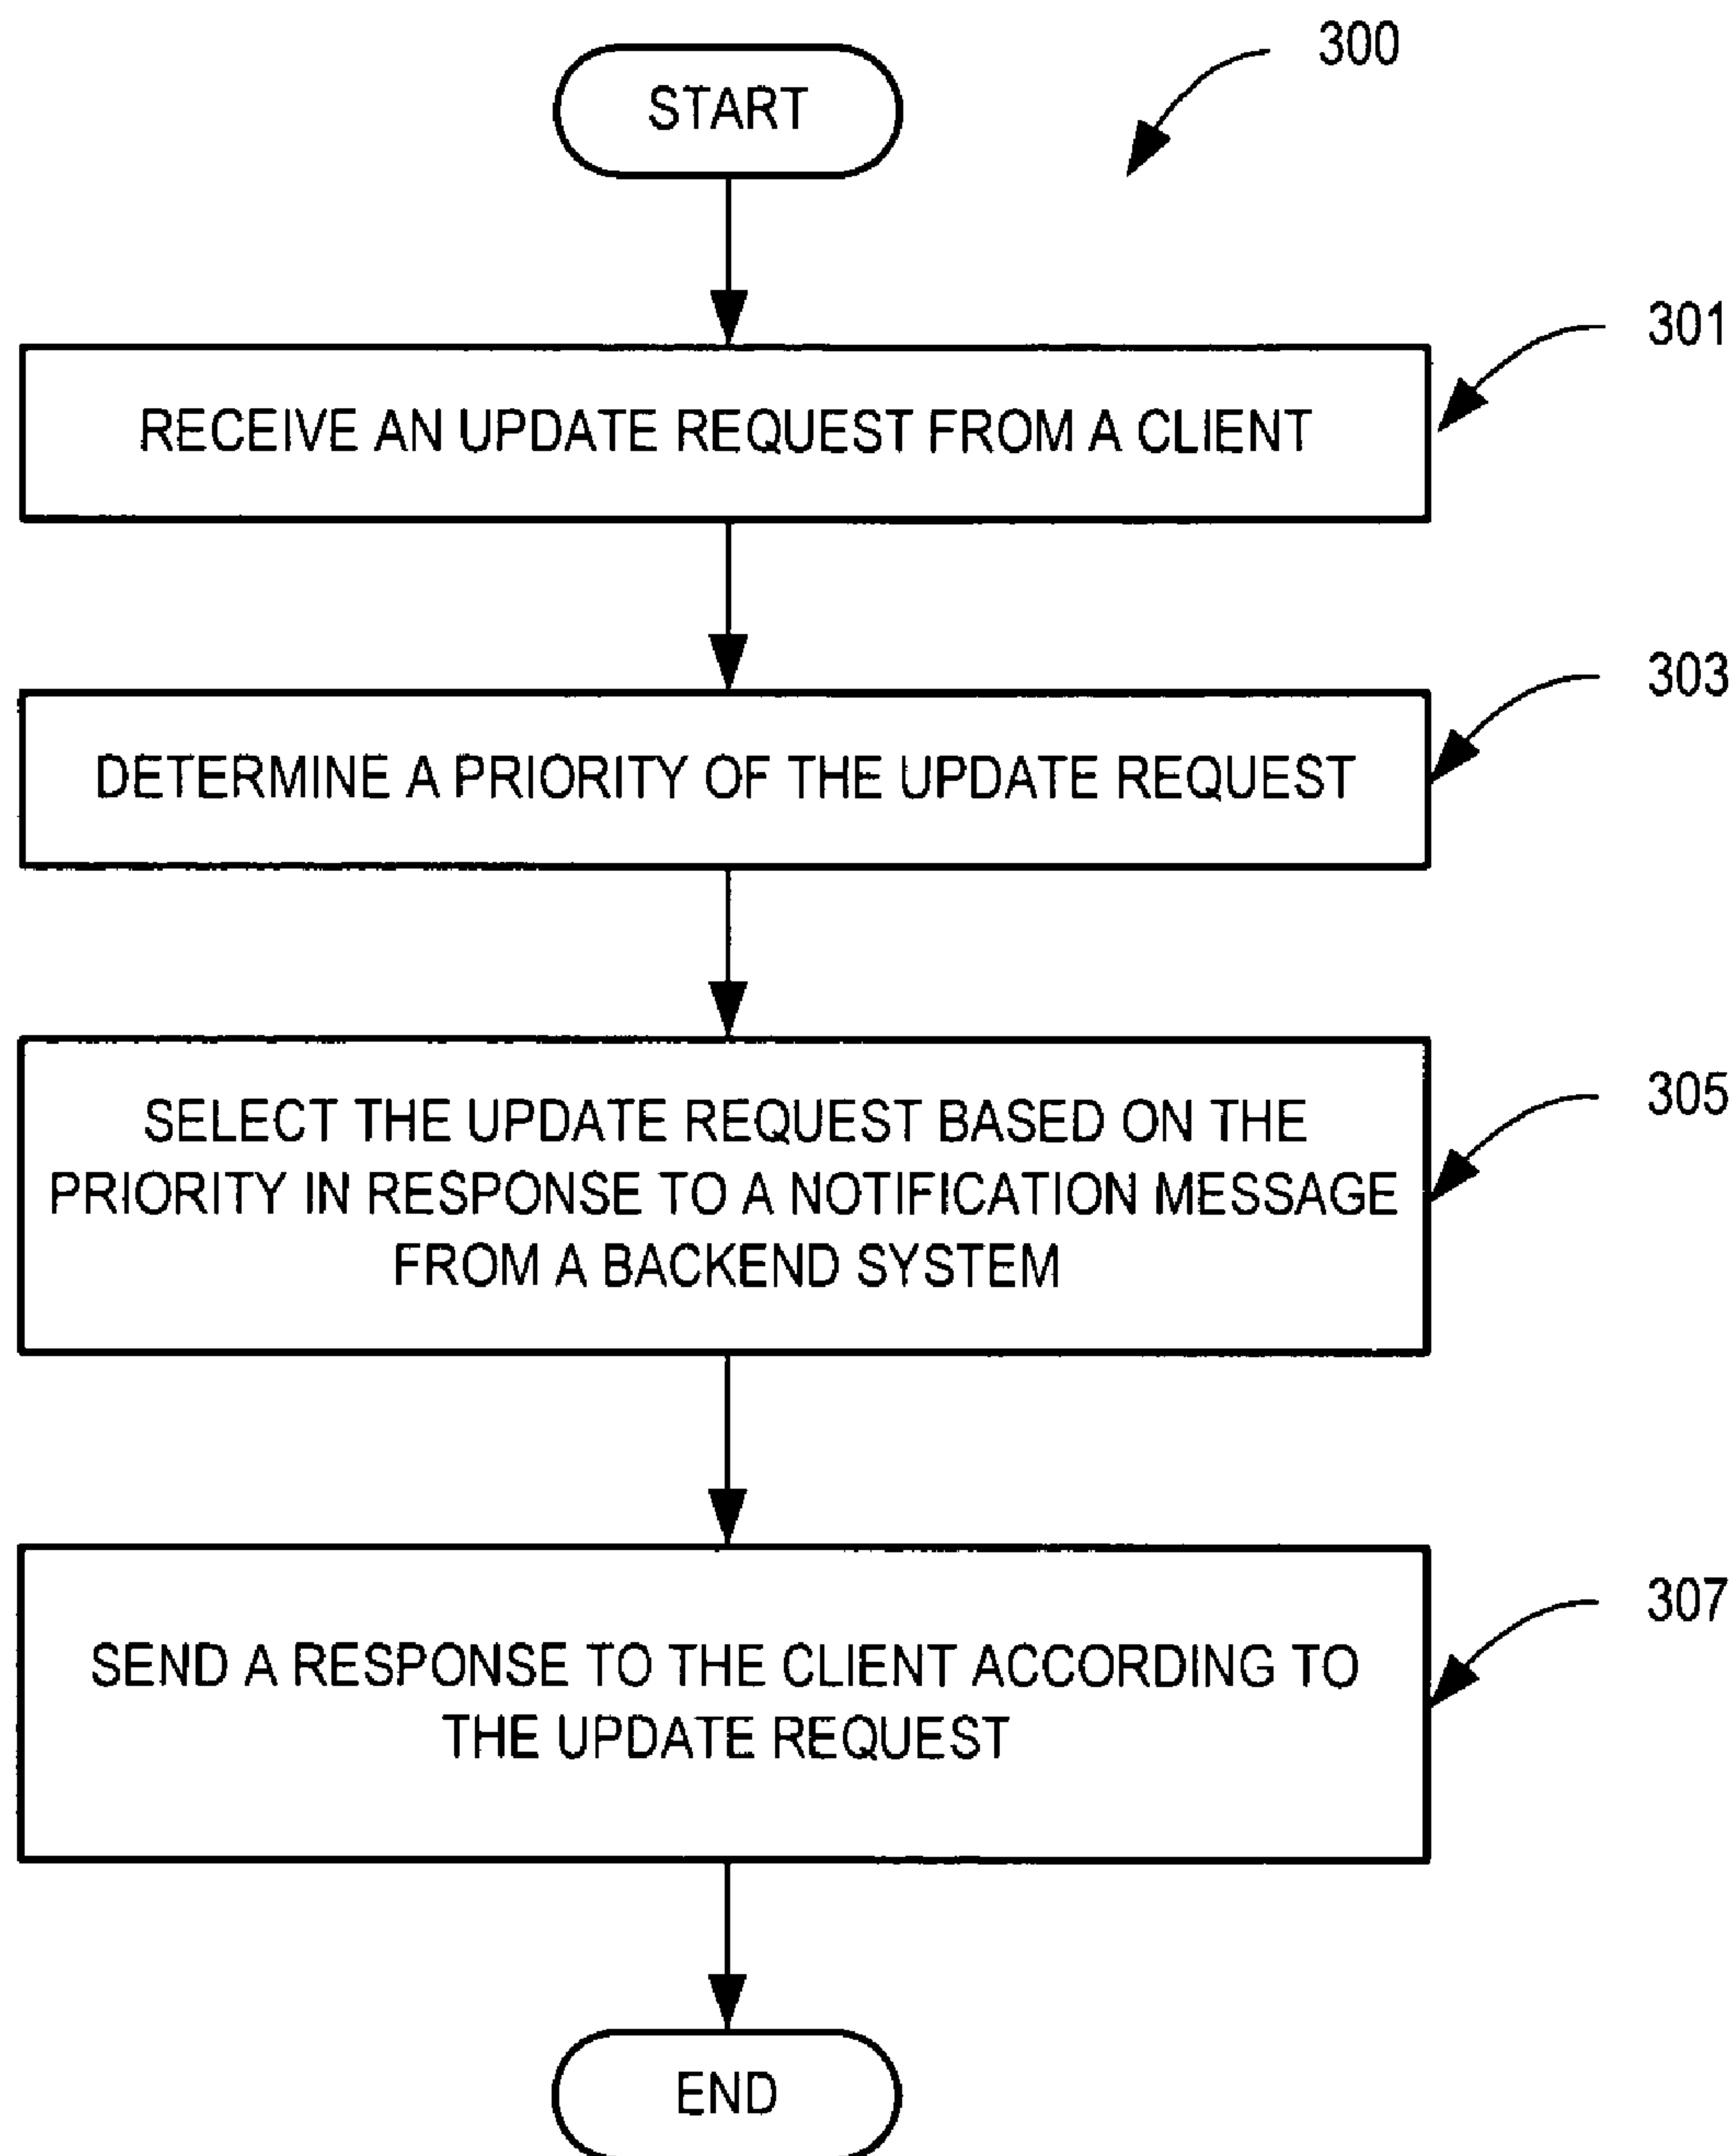 300
START
301
RECEIVE AN UPDATE REQUEST FROM A CLIENT
303
DETERMINE A PRIORITY OF THE UPDATE REQUEST
305
SELECT THE UPDATE REQUEST BASED ON THE
PRIORITY IN RESPONSE TO A NOTIFICATION MESSAGE
FROM A BACKEND SYSTEM
307
SEND A RESPONSE TO THE CLIENT ACCORDING TO
THE UPDATE REQUEST
END